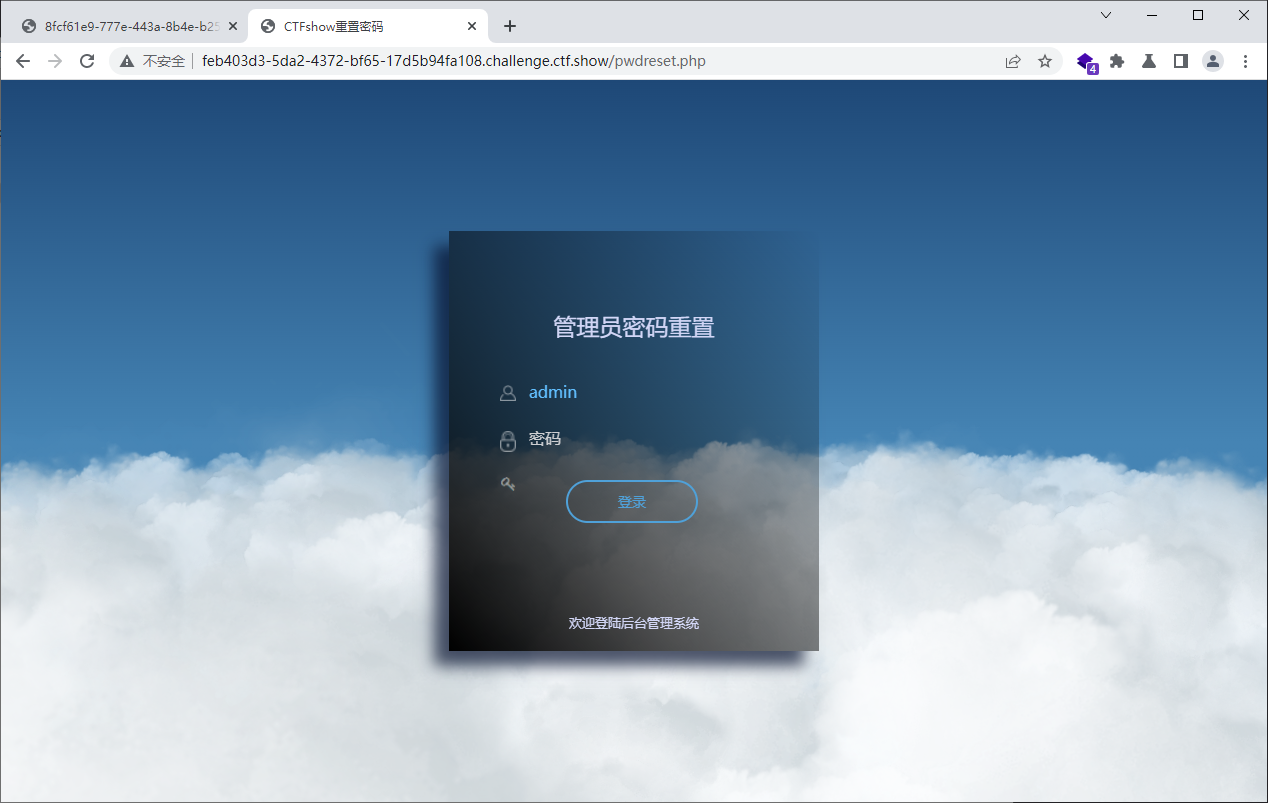 8fcf61e9-777e-443a-8b4e-b25
CTFshow重置密码
不安全
feb403d3-5da2-4372-bf65-17d5b94fa108.challenge.ctf.show/pwdreset.php
4
管理员密码重置
admin
密码
登录
欢迎登陆后台管理系统